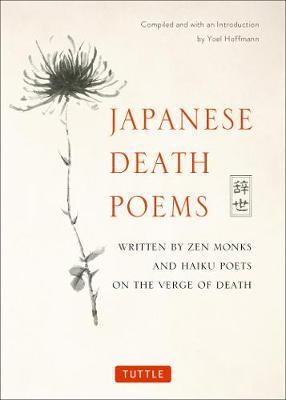 Compiled and with an Introduction
by Yoel Hoffmann
JAPANESE
DEATH
POEMS
辞世
WRITTEN BY ZEN MONKS
AND HAIKU POETS
ON THE VERGE OF DEATH
TUTTLE